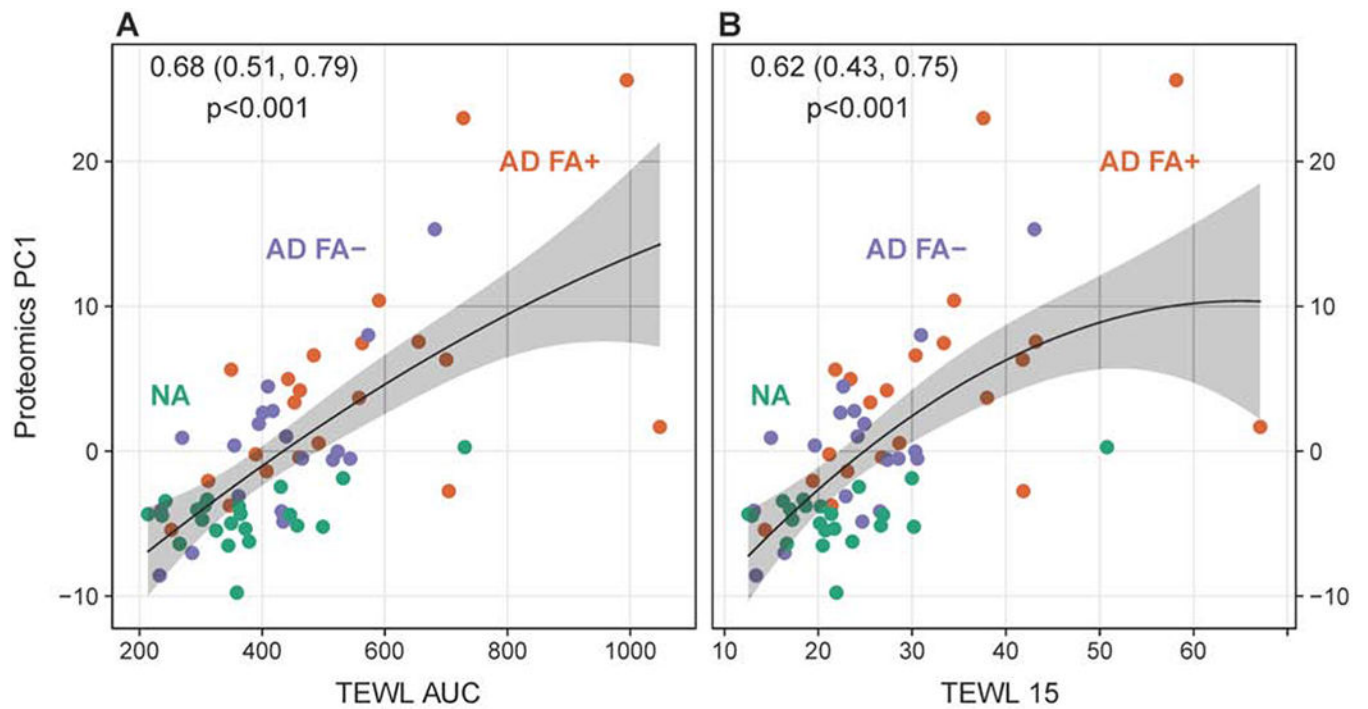 A
B
0.68 (0.51, 0.79)
p<0.001
0.62 (0.43, 0.75)
p<0.001
AD FA+
AD FA+
AD FA−
AD FA−
NA
NA
Proteomics PC1
20
10
0
−10
20
10
0
−10
200 400 600 800 1000
10 20 30 40 50 60
TEWL AUC
TEWL 15